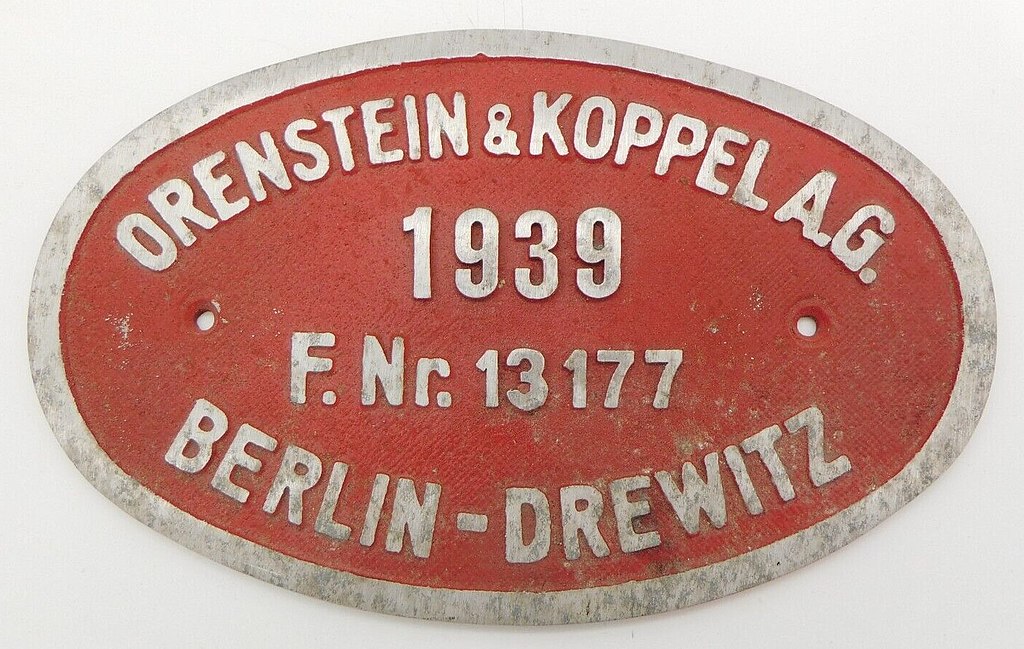 ORENSTEIN & KOPPEL A.G.
1939
F. Nr. 13177
BERLIN - DREWITZ